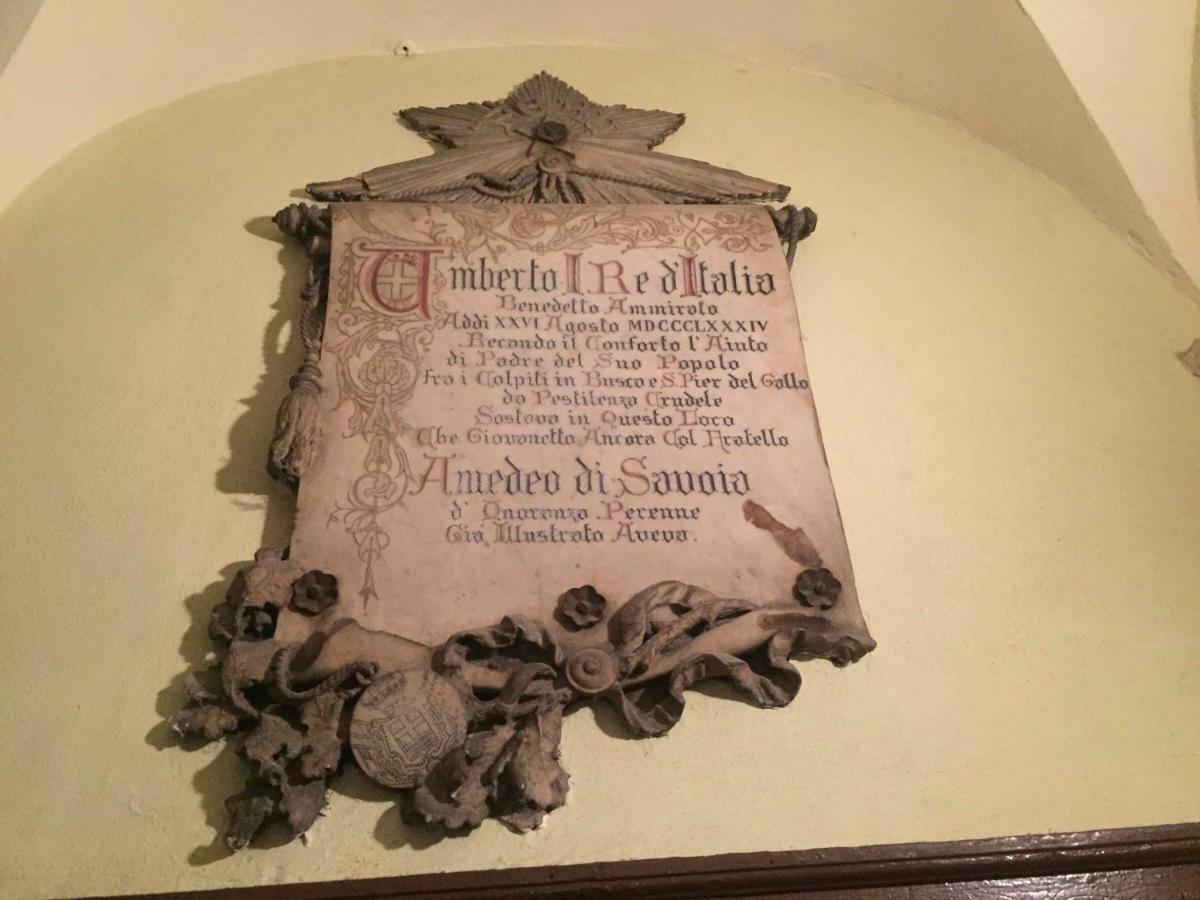 Umberto I. Re d'Italia
Benedetto Ammirato
Addi XXVI Agosto MDCCCLXXXIV
Recando il Conforto l'Aiuto
di Padre del Suo Popolo
fra i Colpiti in Busca e S. Pier del Gallo
da Pestilenza Crudele
Sostava in Questo Loco
Che Giovanetto Ancora Col Fratello
Amedeo di Savoia
d' Onoranza Perenne
Gia Illustrato Aveva.